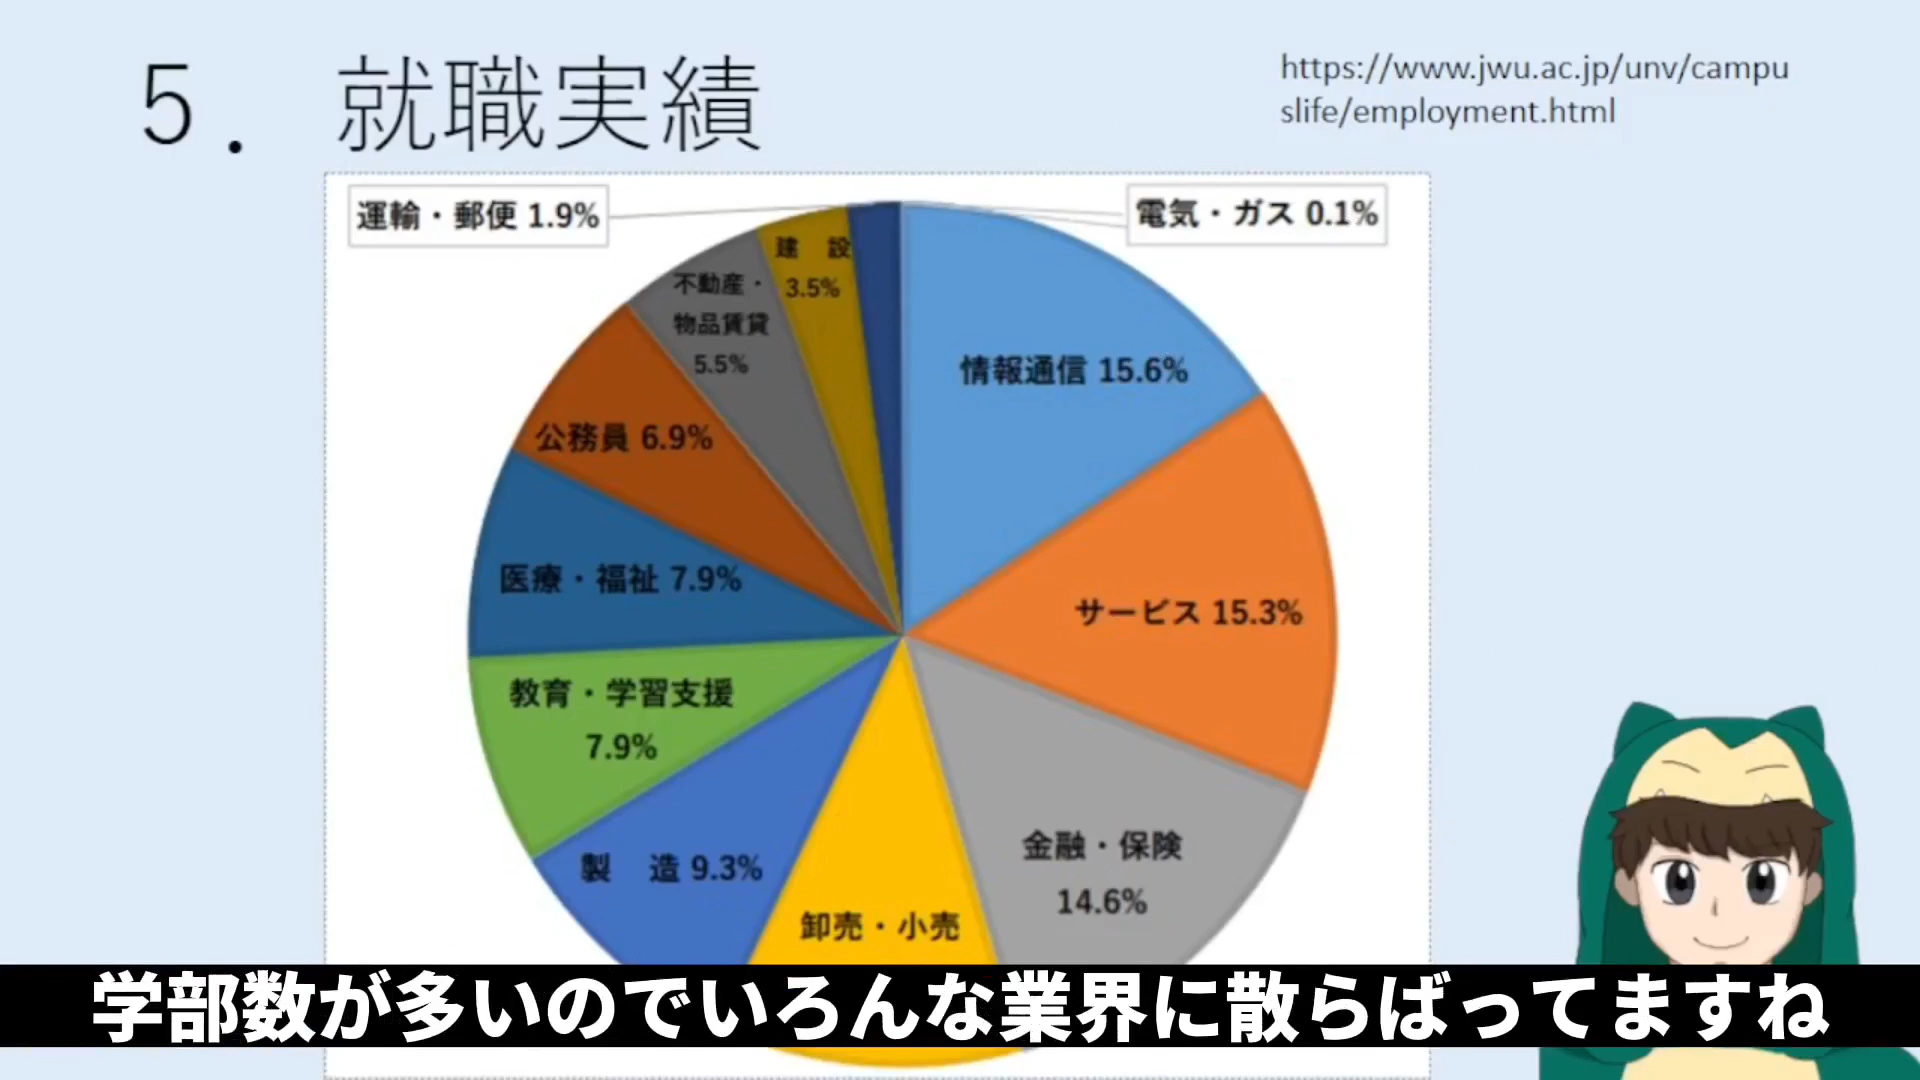 5. 就職実績
https://www.jwu.ac.jp/unv/campu
slife/employment.html
運輸・郵便 1.9%
電気・ガス 0.1%
建　設
3.5%
不動産・
物品賃貸
5.5%
情報通信 15.6%
公務員 6.9%
医療・福祉 7.9%
サービス 15.3%
教育・学習支援
7.9%
製　造 9.3%
金融・保険
14.6%
卸売・小売
学部数が多いのでいろんな業界に散らばってますね